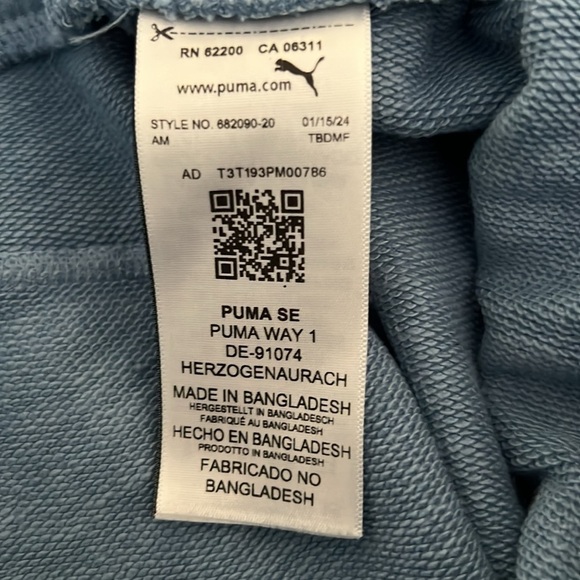 RN 62200 CA 06311
www.puma.com
STYLE NO. 682090-20 01/15/24
AM TBDMF
AD T3T193PM00786
PUMA SE
PUMA WAY 1
DE-91074
HERZOGENAURACH
MADE IN BANGLADESH
HERGESTELLT IN BANGLADESCH
FABRIQUÉ AU BANGLADESH
HECHO EN BANGLADESH
PRODOTTO IN BANGLADESH
FABRICADO NO
BANGLADESH